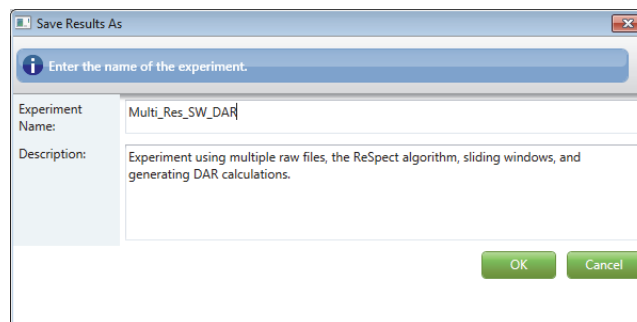 Save Results As
Enter the name of the experiment.
Experiment
Name:
Multi_Res_SW_DAR
Description:
Experiment using multiple raw files, the ReSpect algorithm, sliding windows, and
generating DAR calculations.
OK
Cancel